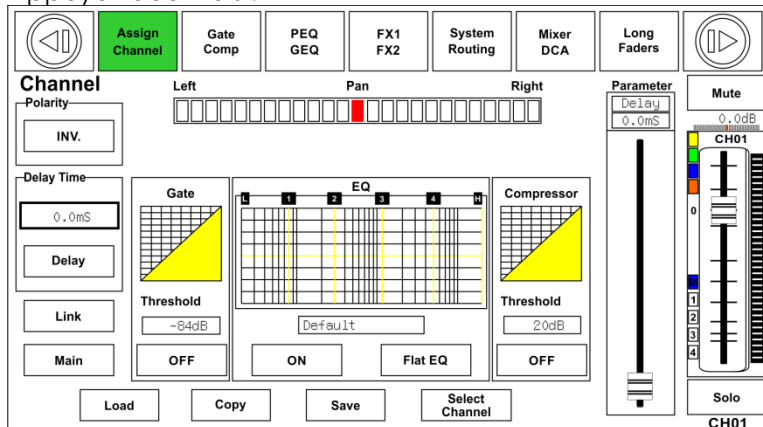 Assign
Channel
Gate
Comp
PEQ
GEQ
FX1
FX2
System
Routing
Mixer
DCA
Long
Faders
Channel
Left
Pan
Right
Parameter
Delay
0.0mS
Mute
0.0dB
CH01
Polarity
INV.
Delay Time
0.0mS
Delay
Link
Main
Gate
Threshold
-84dB
OFF
EQ
L 1 2 3 4 H
Default
ON
Flat EQ
Compressor
Threshold
20dB
OFF
0
M
1
2
3
4
Load
Copy
Save
Select
Channel
Solo
CH01